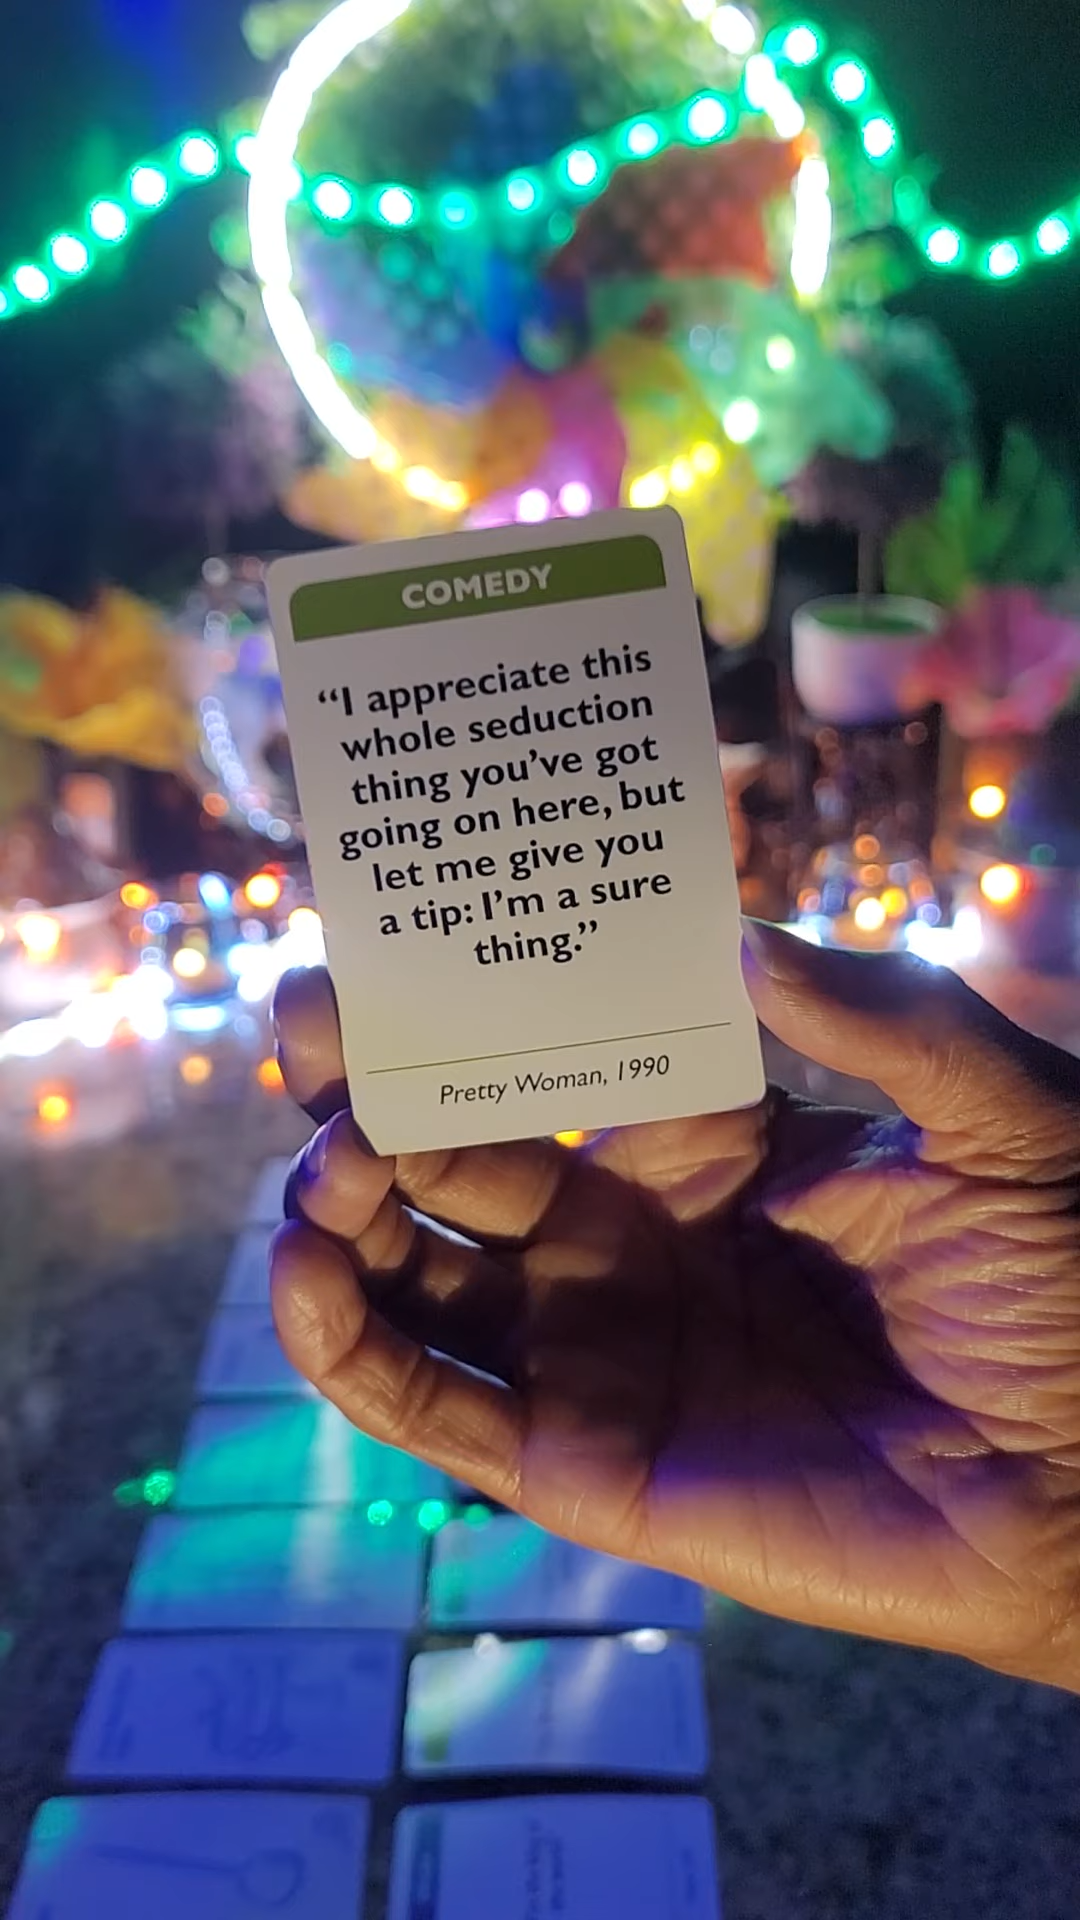 COMEDY
“I appreciate this
whole seduction
thing you’ve got
going on here, but
let me give you
a tip: I’m a sure
thing.”
Pretty Woman, 1990